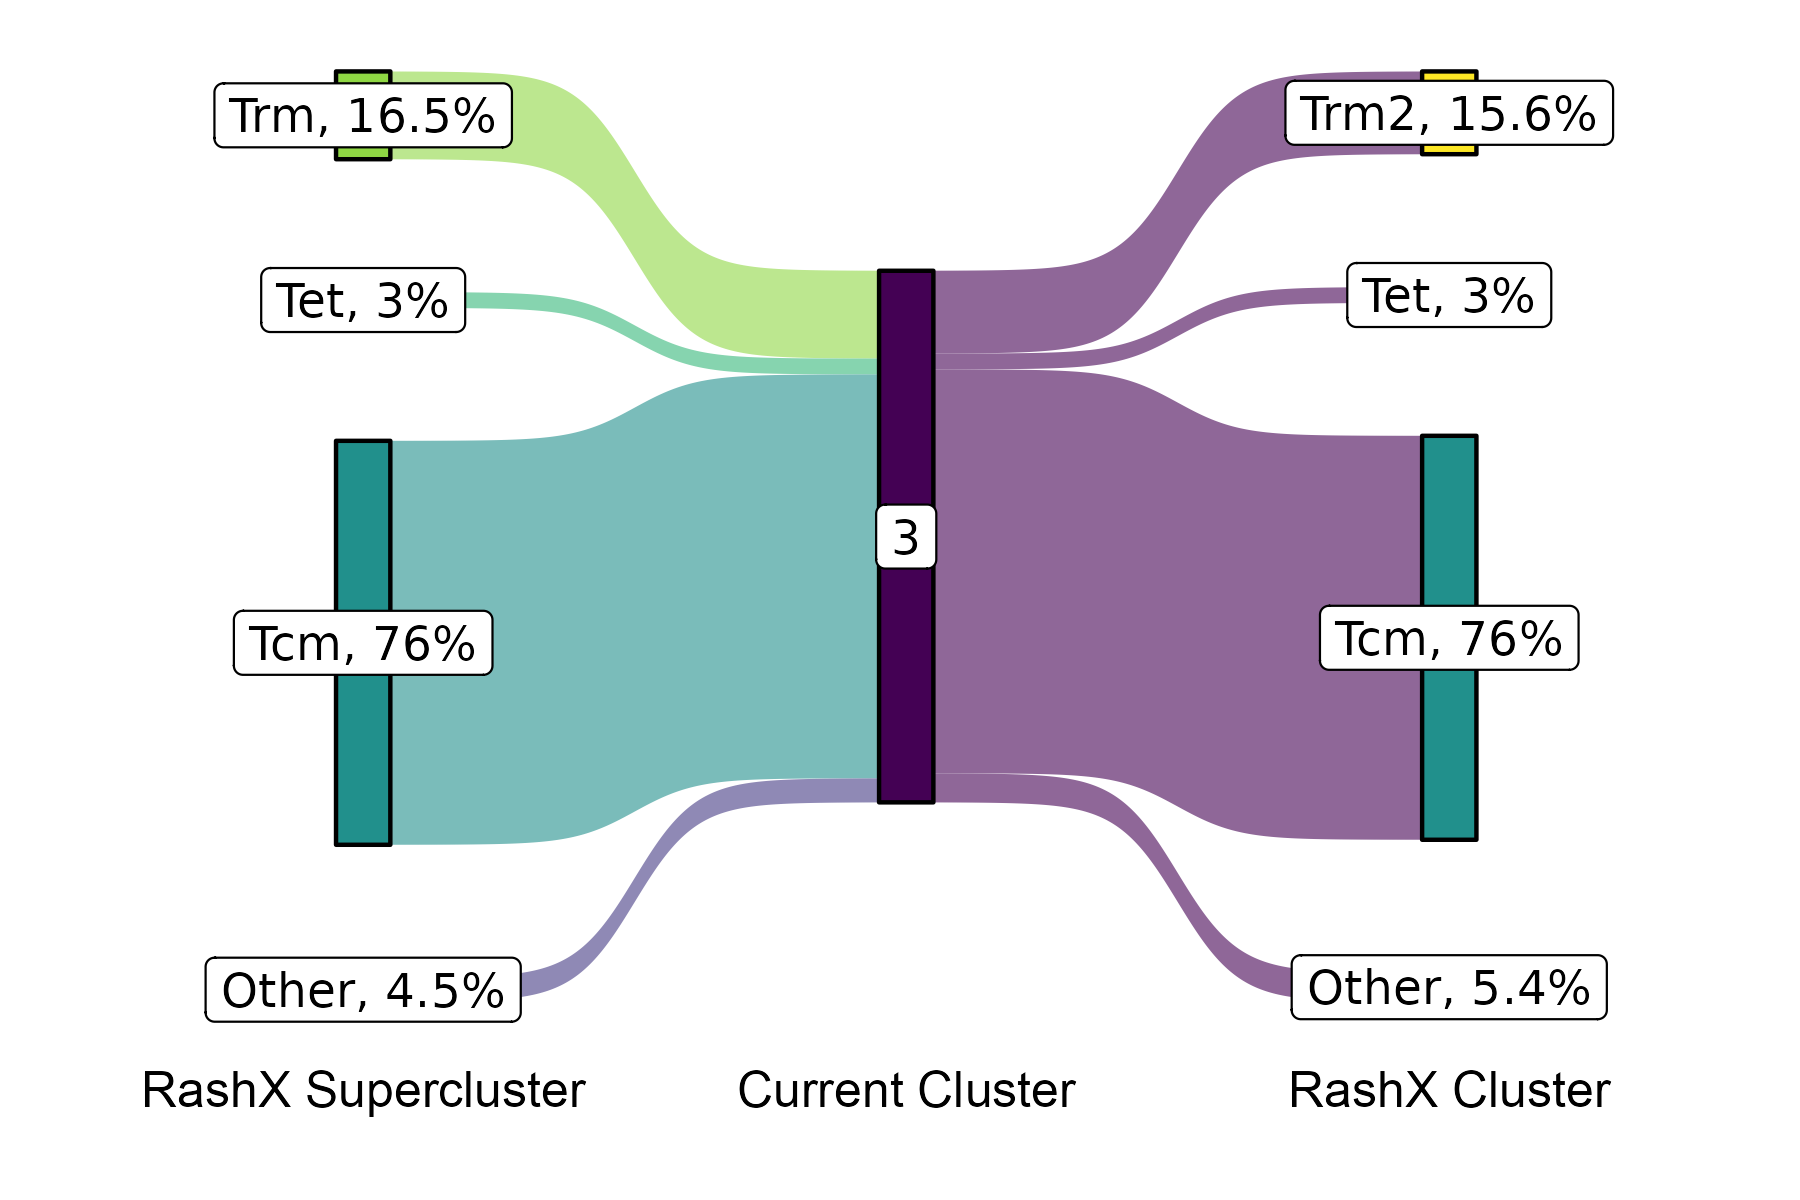 Trm, 16.5%
Trm2, 15.6%
Tet, 3%
Tet, 3%
3
Tcm, 76%
Tcm, 76%
Other, 4.5%
Other, 5.4%
RashX Supercluster
Current Cluster
RashX Cluster